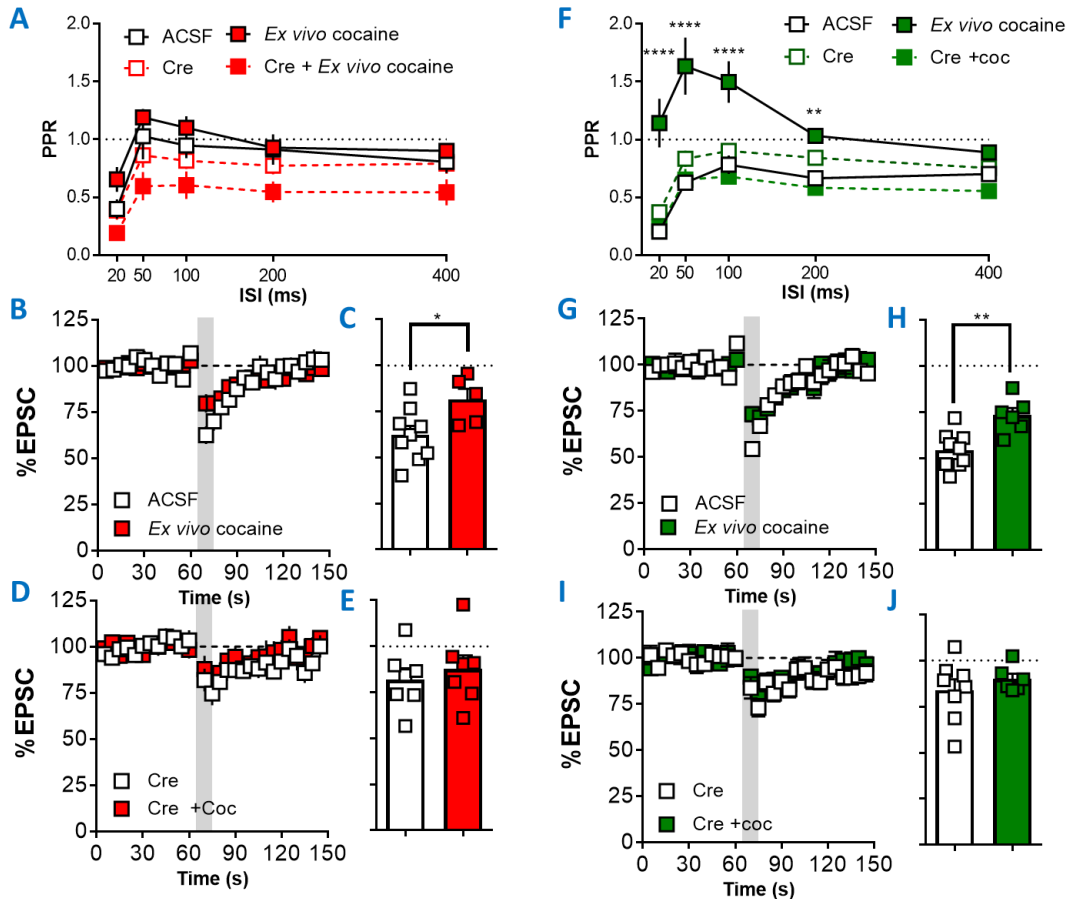 A
2.0
1.5
1.0
0.5
0.0
PPR
ACSF
Ex vivo cocaine
Cre
Cre + Ex vivo cocaine
20 50 100 200 400
ISI (ms)
F
2.0
1.5
1.0
0.5
0.0
PPR
**** **** **** **
ACSF
Ex vivo cocaine
Cre
Cre +coc
20 50 100 200 400
ISI (ms)
B
125
100
75
50
25
0
%EPSC
ACSF
Ex vivo cocaine
0 30 60 90 120 150
Time (s)
C
*
G
125
100
75
50
25
0
%EPSC
ACSF
Ex vivo cocaine
0 30 60 90 120 150
Time (s)
H
**
D
125
100
75
50
25
0
%EPSC
Cre
Cre +Coc
0 30 60 90 120 150
Time (s)
E
I
125
100
75
50
25
0
%EPSC
Cre
Cre +coc
0 30 60 90 120 150
Time (s)
J